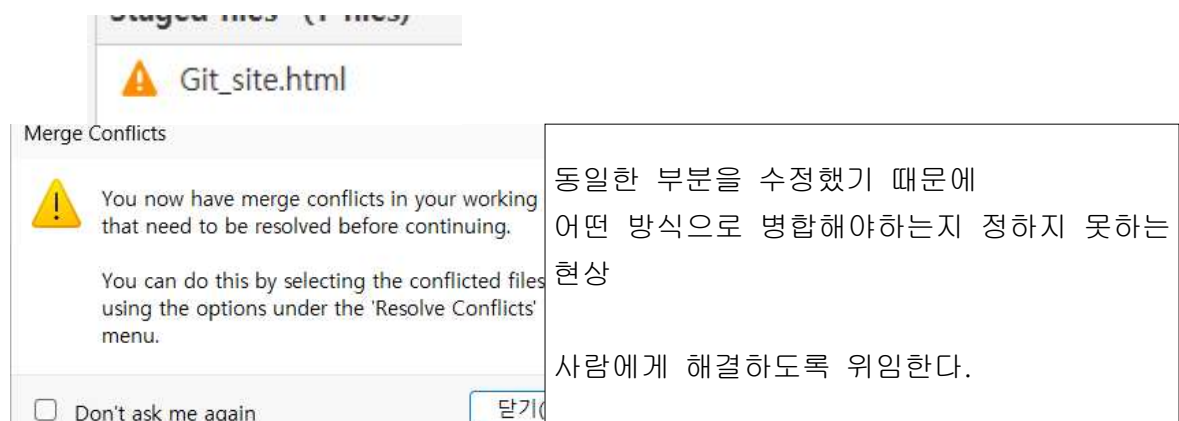 Git_site.html
Merge Conflicts
You now have merge conflicts in your working
that need to be resolved before continuing.
You can do this by selecting the conflicted files
using the options under the 'Resolve Conflicts'
menu.
Don't ask me again
닫기(
동일한 부분을 수정했기 때문에
어떤 방식으로 병합해야하는지 정하지 못하는
현상
사람에게 해결하도록 위임한다.